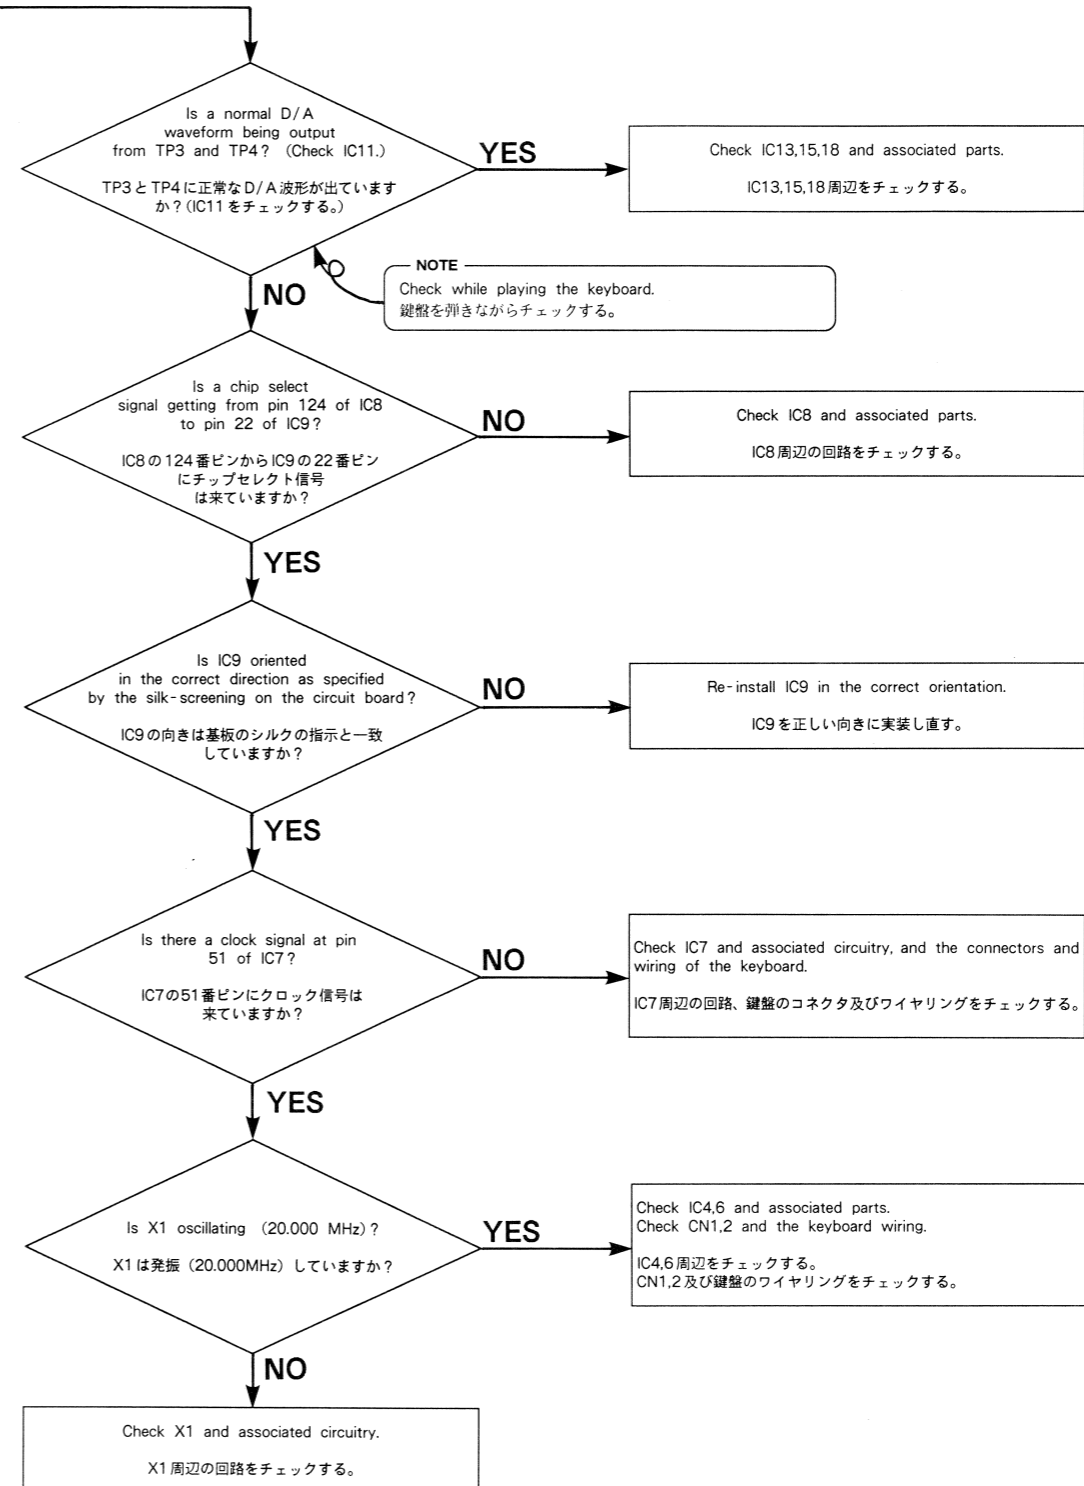 Is a normal D/A
waveform being output
from TP3 and TP4? (Check IC11.)
TP3とTP4に正常なD/A波形が出ています
か？(IC11をチェックする。)
YES
Check IC13,15,18 and associated parts.
IC13,15,18周辺をチェックする。
NOTE
Check while playing the keyboard.
鍵盤を弾きながらチェックする。
NO
Is a chip select
signal getting from pin 124 of IC8
to pin 22 of IC9?
IC8の124番ピンからIC9の22番ピン
にチップセレクト信号
は来ていますか？
NO
Check IC8 and associated parts.
IC8周辺の回路をチェックする。
YES
Is IC9 oriented
in the correct direction as specified
by the silk-screening on the circuit board?
IC9の向きは基板のシルクの指示と一致
していますか？
NO
Re-install IC9 in the correct orientation.
IC9を正しい向きに実装し直す。
YES
Is there a clock signal at pin
51 of IC7?
IC7の51番ピンにクロック信号は
来ていますか？
NO
Check IC7 and associated circuitry, and the connectors and
wiring of the keyboard.
IC7周辺の回路、鍵盤のコネクタ及びワイヤリングをチェックする。
YES
Is X1 oscillating (20.000 MHz)?
X1は発振（20.000MHz）していますか？
YES
Check IC4,6 and associated parts.
Check CN1,2 and the keyboard wiring.
IC4,6周辺をチェックする。
CN1,2及び鍵盤のワイヤリングをチェックする。
NO
Check X1 and associated circuitry.
X1周辺の回路をチェックする。